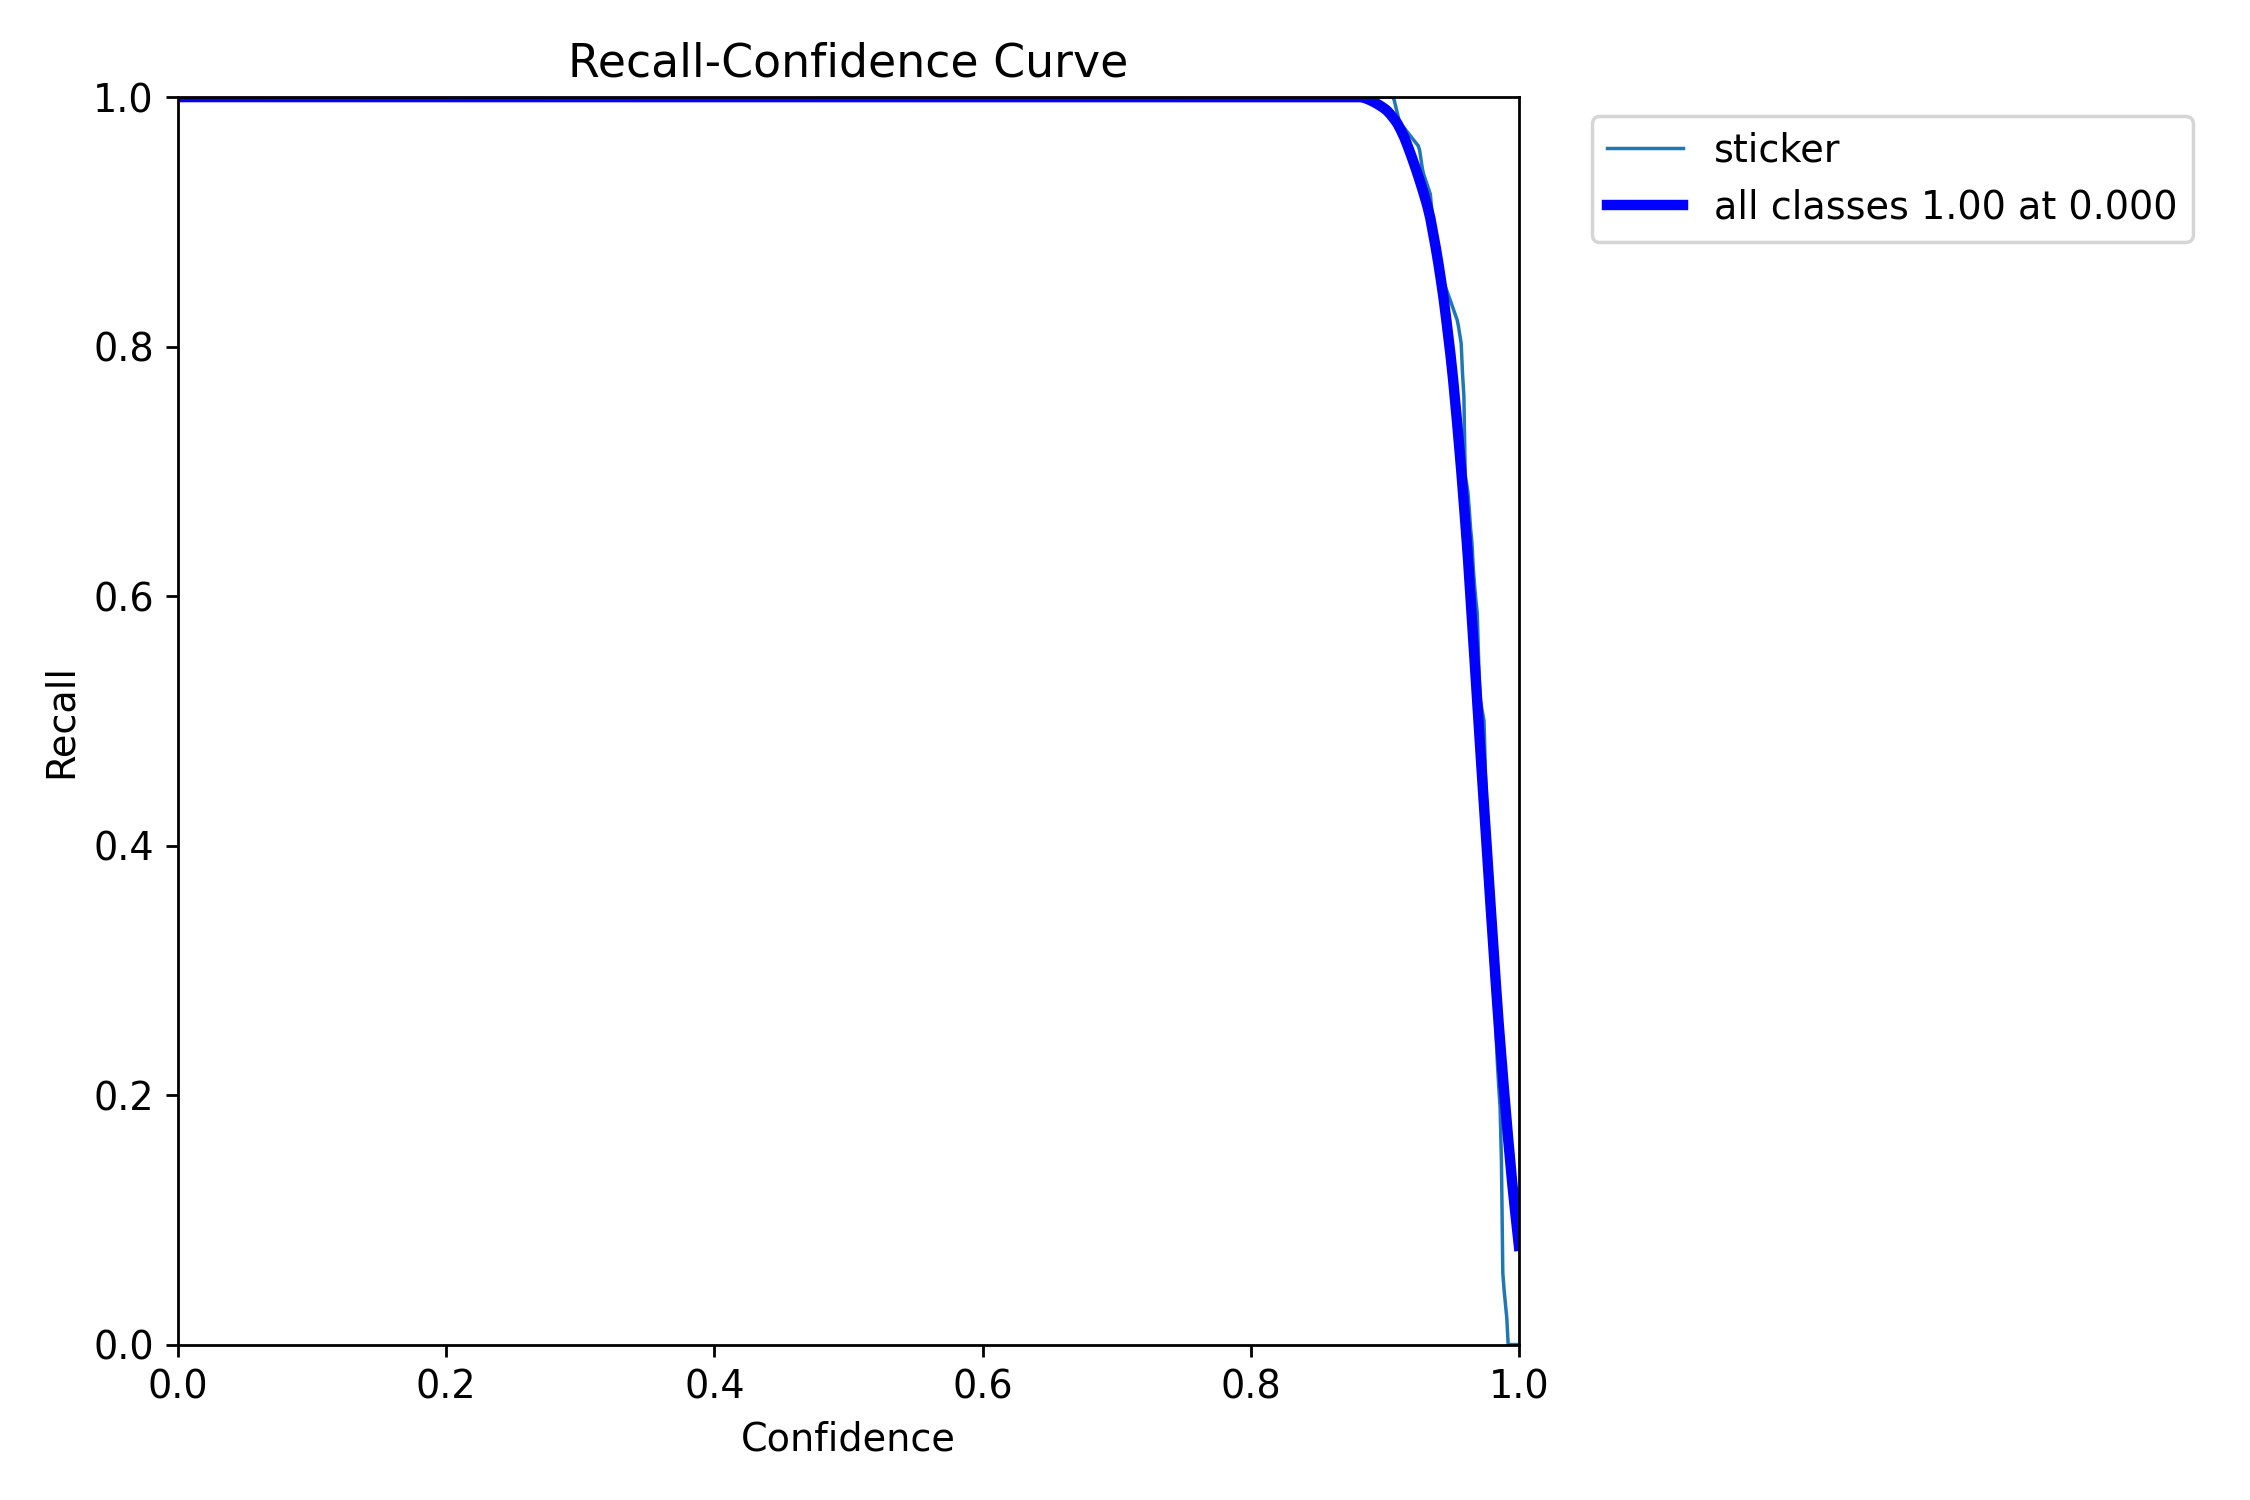 Recall-Confidence Curve
1.0
0.8
0.6
0.4
0.2
0.0
Recall
0.0 0.2 0.4 0.6 0.8 1.0
Confidence
sticker
all classes 1.00 at 0.000